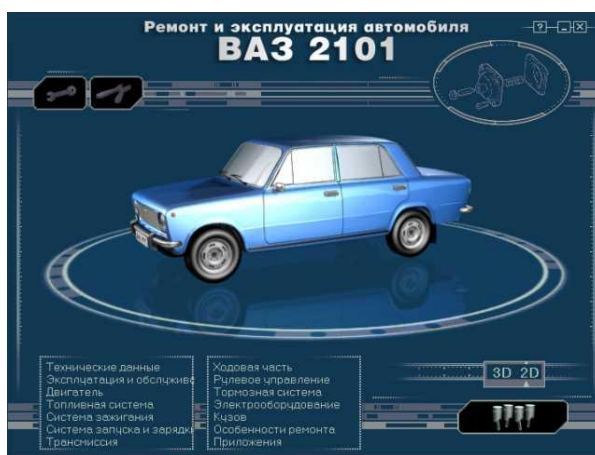 Ремонт и эксплуатация автомобиля
ВАЗ 2101
?
Технические данные
Эксплуатация и обслужив
Двигатель
Топливная система
Система зажигания
Система запуска и зарядки
Трансмиссия
Ходовая часть
Рулевое управление
Тормозная система
Электрооборудование
Кузов
Особенности ремонта
Приложения
3D 2D